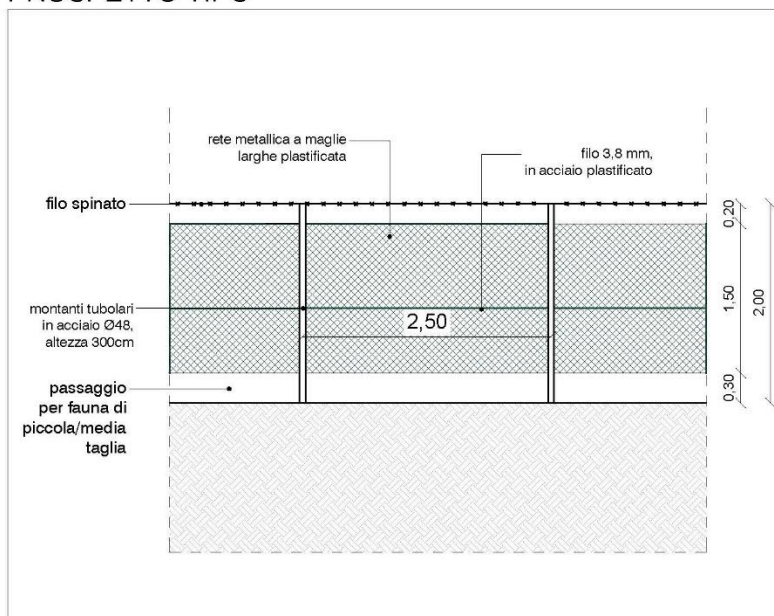 PROSPETTO TIPO
rete metallica a maglie
larghe plastificata
filo 3,8 mm,
in acciaio plastificato
filo spinato
0,20
montanti tubolari
in acciaio Ø48,
altezza 300cm
2,50
1,50
2,00
passaggio
per fauna di
piccola/media
taglia
0,30